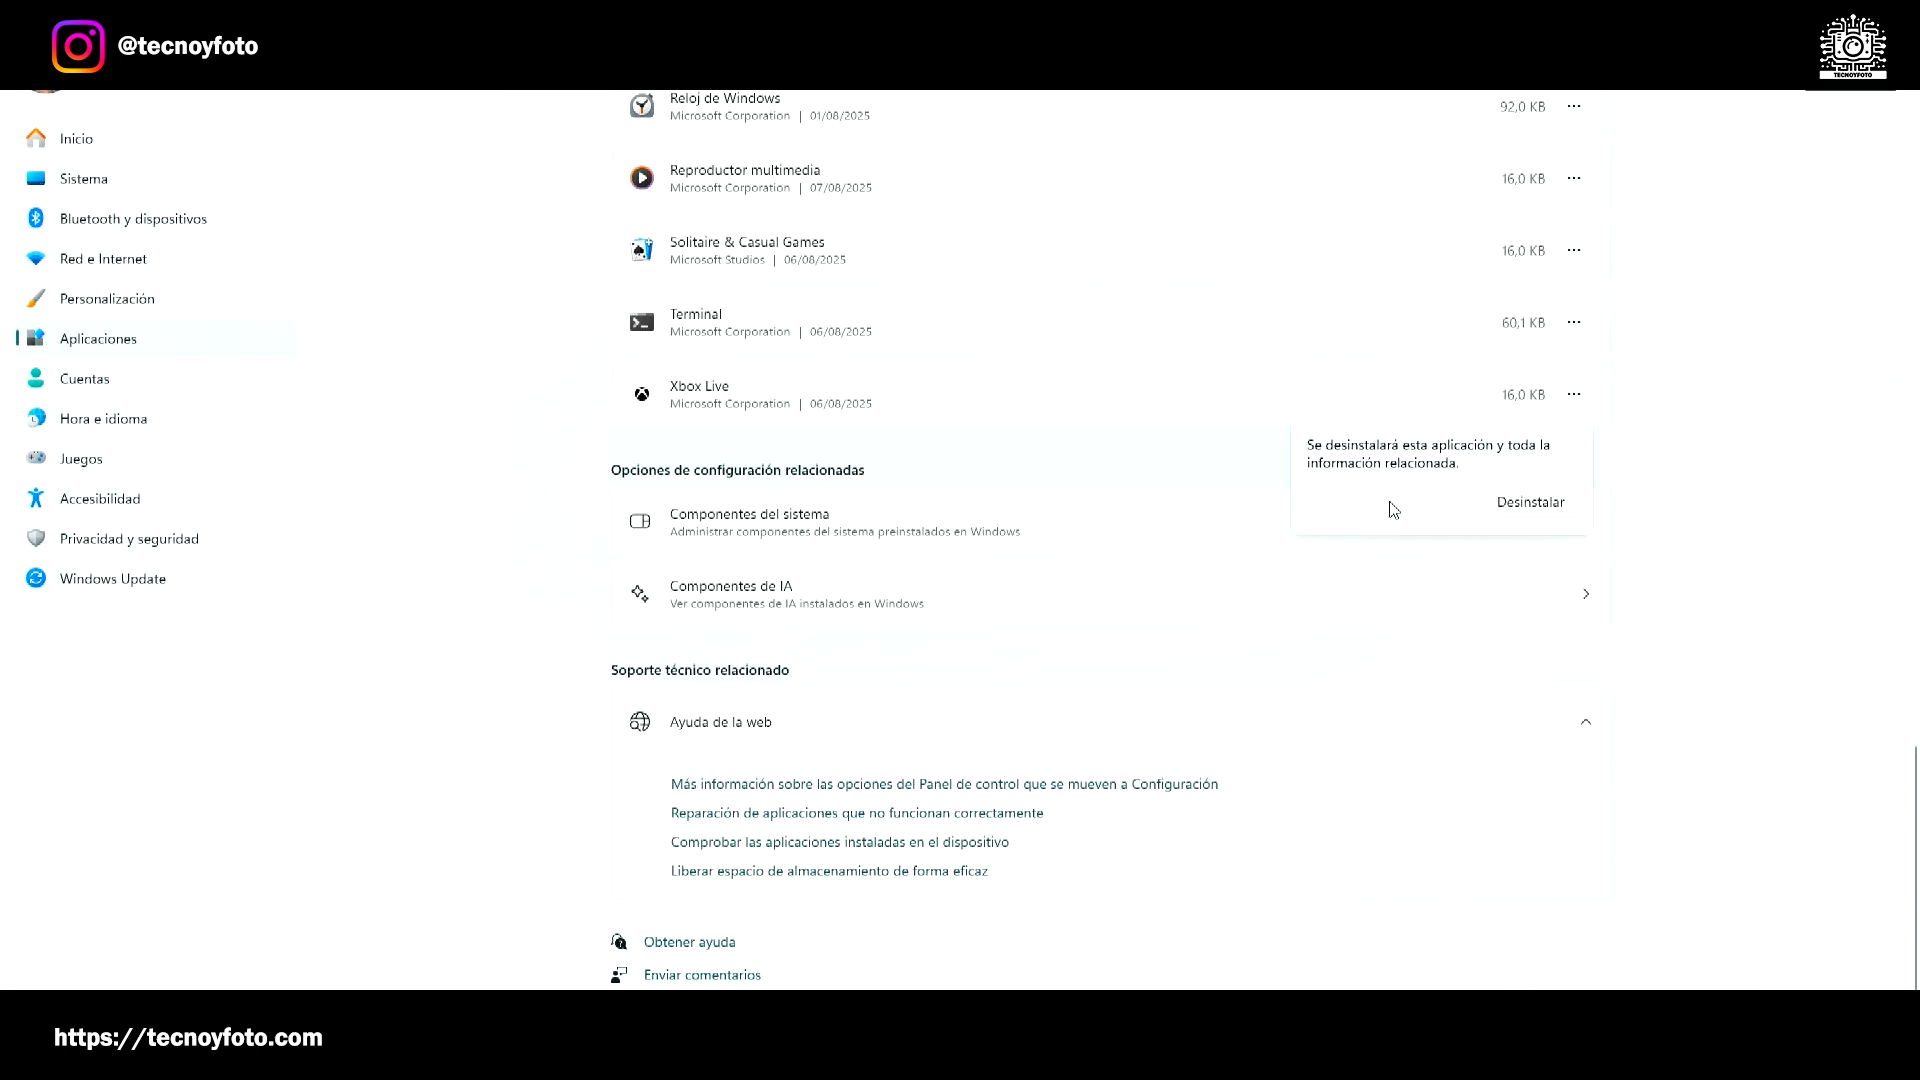 @tecnoyfoto
TECNOYFOTO
Inicio
Sistema
Bluetooth y dispositivos
Red e Internet
Personalización
Aplicaciones
Cuentas
Hora e idioma
Juegos
Accesibilidad
Privacidad y seguridad
Windows Update
Reloj de Windows
Microsoft Corporation | 01/08/2025
92,0 KB
Reproductor multimedia
Microsoft Corporation | 07/08/2025
16,0 KB
Solitaire & Casual Games
Microsoft Studios | 06/08/2025
16,0 KB
Terminal
Microsoft Corporation | 06/08/2025
60,1 KB
Xbox Live
Microsoft Corporation | 06/08/2025
16,0 KB
Se desinstalará esta aplicación y toda la
información relacionada.
Desinstalar
Opciones de configuración relacionadas
Componentes del sistema
Administrar componentes del sistema preinstalados en Windows
Componentes de IA
Ver componentes de IA instalados en Windows
Soporte técnico relacionado
Ayuda de la web
Más información sobre las opciones del Panel de control que se mueven a Configuración
Reparación de aplicaciones que no funcionan correctamente
Comprobar las aplicaciones instaladas en el dispositivo
Liberar espacio de almacenamiento de forma eficaz
Obtener ayuda
Enviar comentarios
https://tecnoyfoto.com